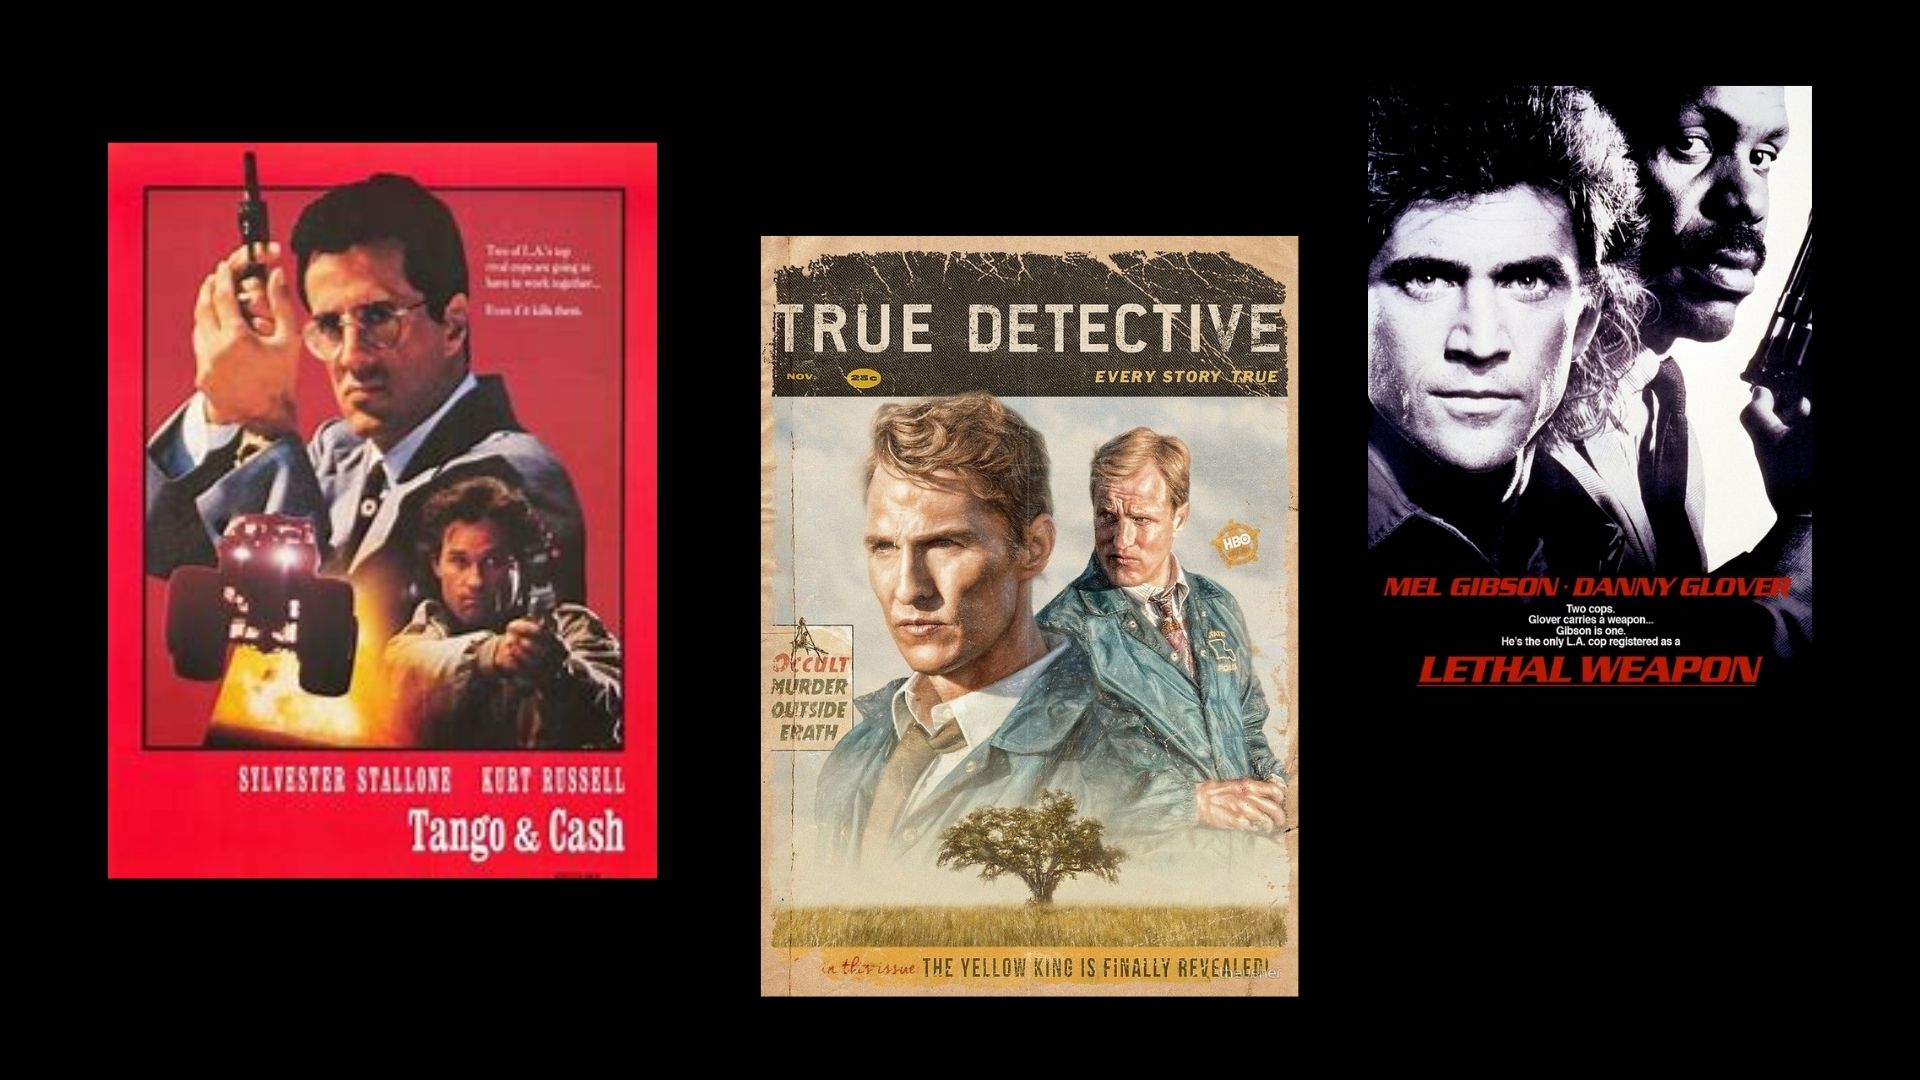 Two of L.A.'s top
rival cops are going to
have to work together...
Even if it kills them.
SYLVESTER STALLONE KURT RUSSELL
Tango & Cash
TRUE DETECTIVE
NOV. 25c EVERY STORY TRUE
HBO
OCCULT
MURDER
OUTSIDE
ERATH
in this issue THE YELLOW KING IS FINALLY REVEALED!
MEL GIBSON · DANNY GLOVER
Two cops.
Glover carries a weapon...
Gibson is one.
He's the only L.A. cop registered as a
LETHAL WEAPON